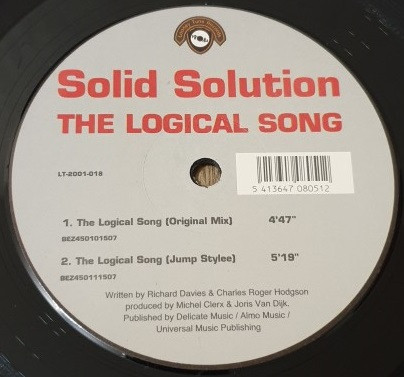 Solid Solution
THE LOGICAL SONG
LT-2001-018
5 413647 080512
1. The Logical Song (Original Mix) 4'47"
BEZ450101507
2. The Logical Song (Jump Stylee) 5'19"
BEZ450111507
Written by Richard Davies & Charles Roger Hodgson
produced by Michel Clerx & Joris Van Dijk.
Published by Delicate Music / Almo Music /
Universal Music Publishing